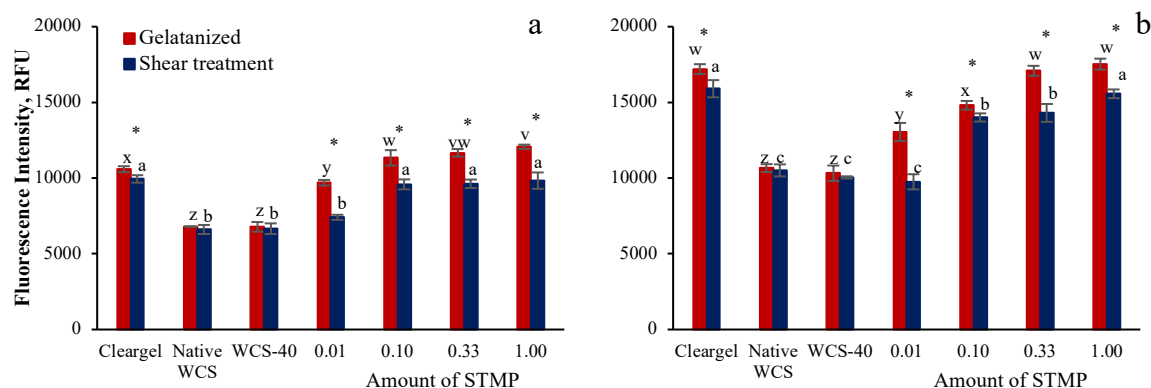 Fluorescence Intensity, RFU
a
20000
15000
10000
5000
0
Gelatanized
Shear treatment
* * * * *
x a z b z b y b w a vw a v a
Cleargel Native WCS WCS-40 0.01 0.10 0.33 1.00
Amount of STMP
b
20000
15000
10000
5000
0
* * * * *
w a z c z c y c x b w b w a
Cleargel Native WCS WCS-40 0.01 0.10 0.33 1.00
Amount of STMP